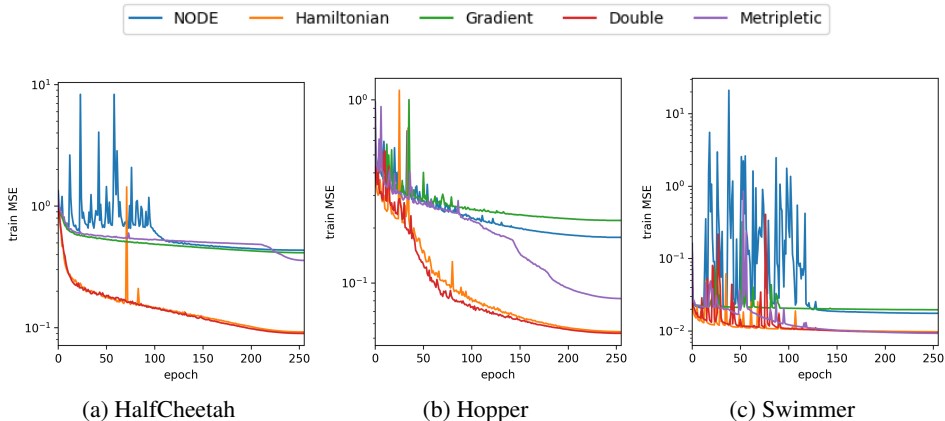 NODE Hamiltonian Gradient Double Metripletic
10^1
10^0
10^-1
train MSE
0 50 100 150 200 250
epoch
(a) HalfCheetah
10^0
10^-1
train MSE
0 50 100 150 200 250
epoch
(b) Hopper
10^1
10^0
10^-1
10^-2
train MSE
0 50 100 150 200 250
epoch
(c) Swimmer